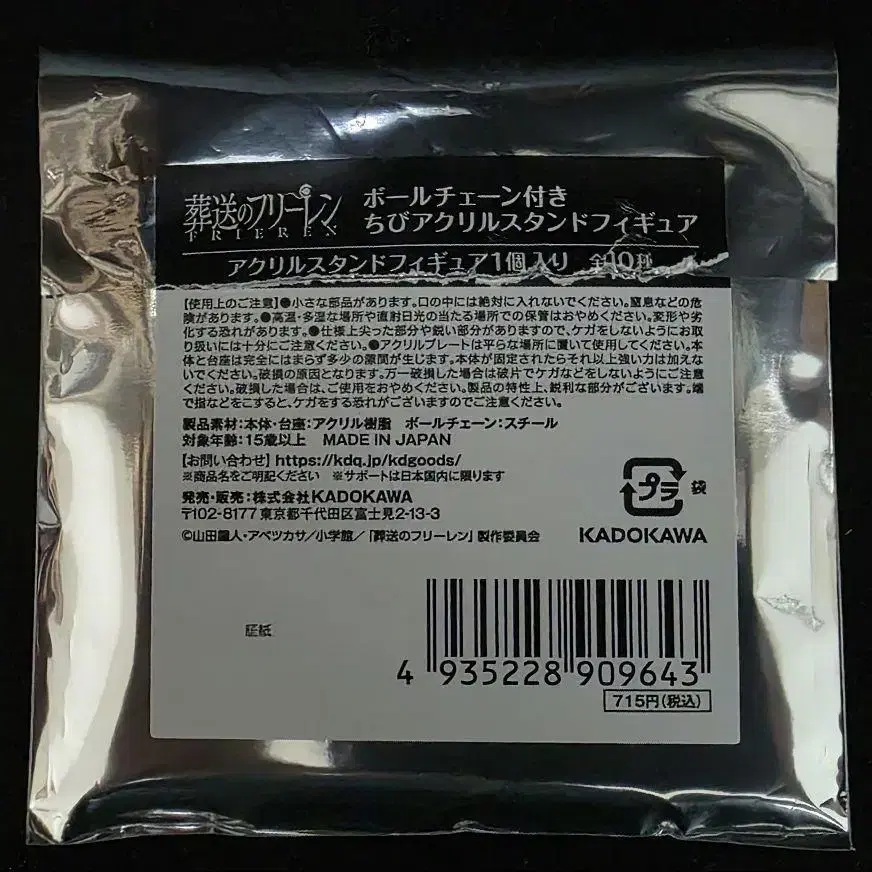 葬送のフリーレン
FRIEREN
ボールチェーン付き
ちびアクリルスタンドフィギュア
アクリルスタンドフィギュア1個入り 全10種
【使用上のご注意】●小さな部品があります。口の中には絶対に入れないでください。窒息などの危
険があります。●高温・多湿な場所や直射日光の当たる場所での保管はおやめください。変形や劣
化する恐れがあります。●仕様上尖った部分や鋭い部分がありますので、ケガをしないようにお取
り扱いには十分にご注意ください。●アクリルプレートは平らな場所に置いて使用してください。本
体と台座は完全にはまらず多少の隙間が生じます。本体が固定されたらそれ以上強い力は加えな
いでください。破損の原因となります。万一破損した場合は破片でケガなどをしないようにご注意
ください。破損した場合は、ご使用をおやめください。製品の特性上、鋭利な部分がございます。端
で指などをこすると、ケガをする恐れがございますのでご注意ください。
製品素材:本体・台座:アクリル樹脂 ボールチェーン:スチール
対象年齢:15歳以上 MADE IN JAPAN
【お問い合わせ】https://kdq.jp/kdgoods/
※商品名をご明記ください ※サポートは日本国内に限ります
発売・販売:株式会社KADOKAWA
〒102-8177 東京都千代田区富士見2-13-3
©山田鐘人・アベツカサ/小学館/「葬送のフリーレン」製作委員会
プラ 袋
KADOKAWA
4 935228 909643
715円(税込)